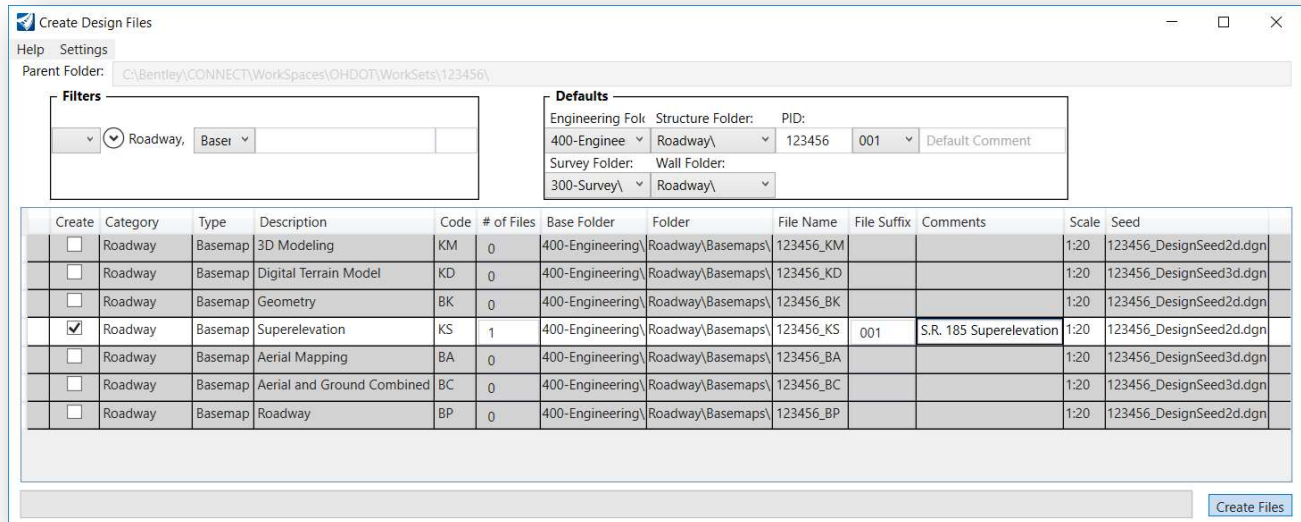 Create Design Files
Help Settings
Parent Folder: C:\Bentley\CONNECT\WorkSpaces\OHDOT\WorkSets\123456\
Filters
Defaults
Engineering Folc Structure Folder: PID:
Roadway, Baser
400-Enginee Roadway\ 123456 001 Default Comment
Survey Folder: Wall Folder:
300-Survey\ Roadway\
Create Category Type Description Code # of Files Base Folder Folder File Name File Suffix Comments Scale Seed
Roadway Basemap 3D Modeling KM 0 400-Engineering\ Roadway\Basemaps\ 123456_KM 1:20 123456_DesignSeed2d.dgn
Roadway Basemap Digital Terrain Model KD 0 400-Engineering\ Roadway\Basemaps\ 123456_KD 1:20 123456_DesignSeed3d.dgn
Roadway Basemap Geometry BK 0 400-Engineering\ Roadway\Basemaps\ 123456_BK 1:20 123456_DesignSeed2d.dgn
Roadway Basemap Superelevation KS 1 400-Engineering\ Roadway\Basemaps\ 123456_KS 001 S.R. 185 Superelevation 1:20 123456_DesignSeed2d.dgn
Roadway Basemap Aerial Mapping BA 0 400-Engineering\ Roadway\Basemaps\ 123456_BA 1:20 123456_DesignSeed3d.dgn
Roadway Basemap Aerial and Ground Combined BC 0 400-Engineering\ Roadway\Basemaps\ 123456_BC 1:20 123456_DesignSeed3d.dgn
Roadway Basemap Roadway BP 0 400-Engineering\ Roadway\Basemaps\ 123456_BP 1:20 123456_DesignSeed2d.dgn
Create Files